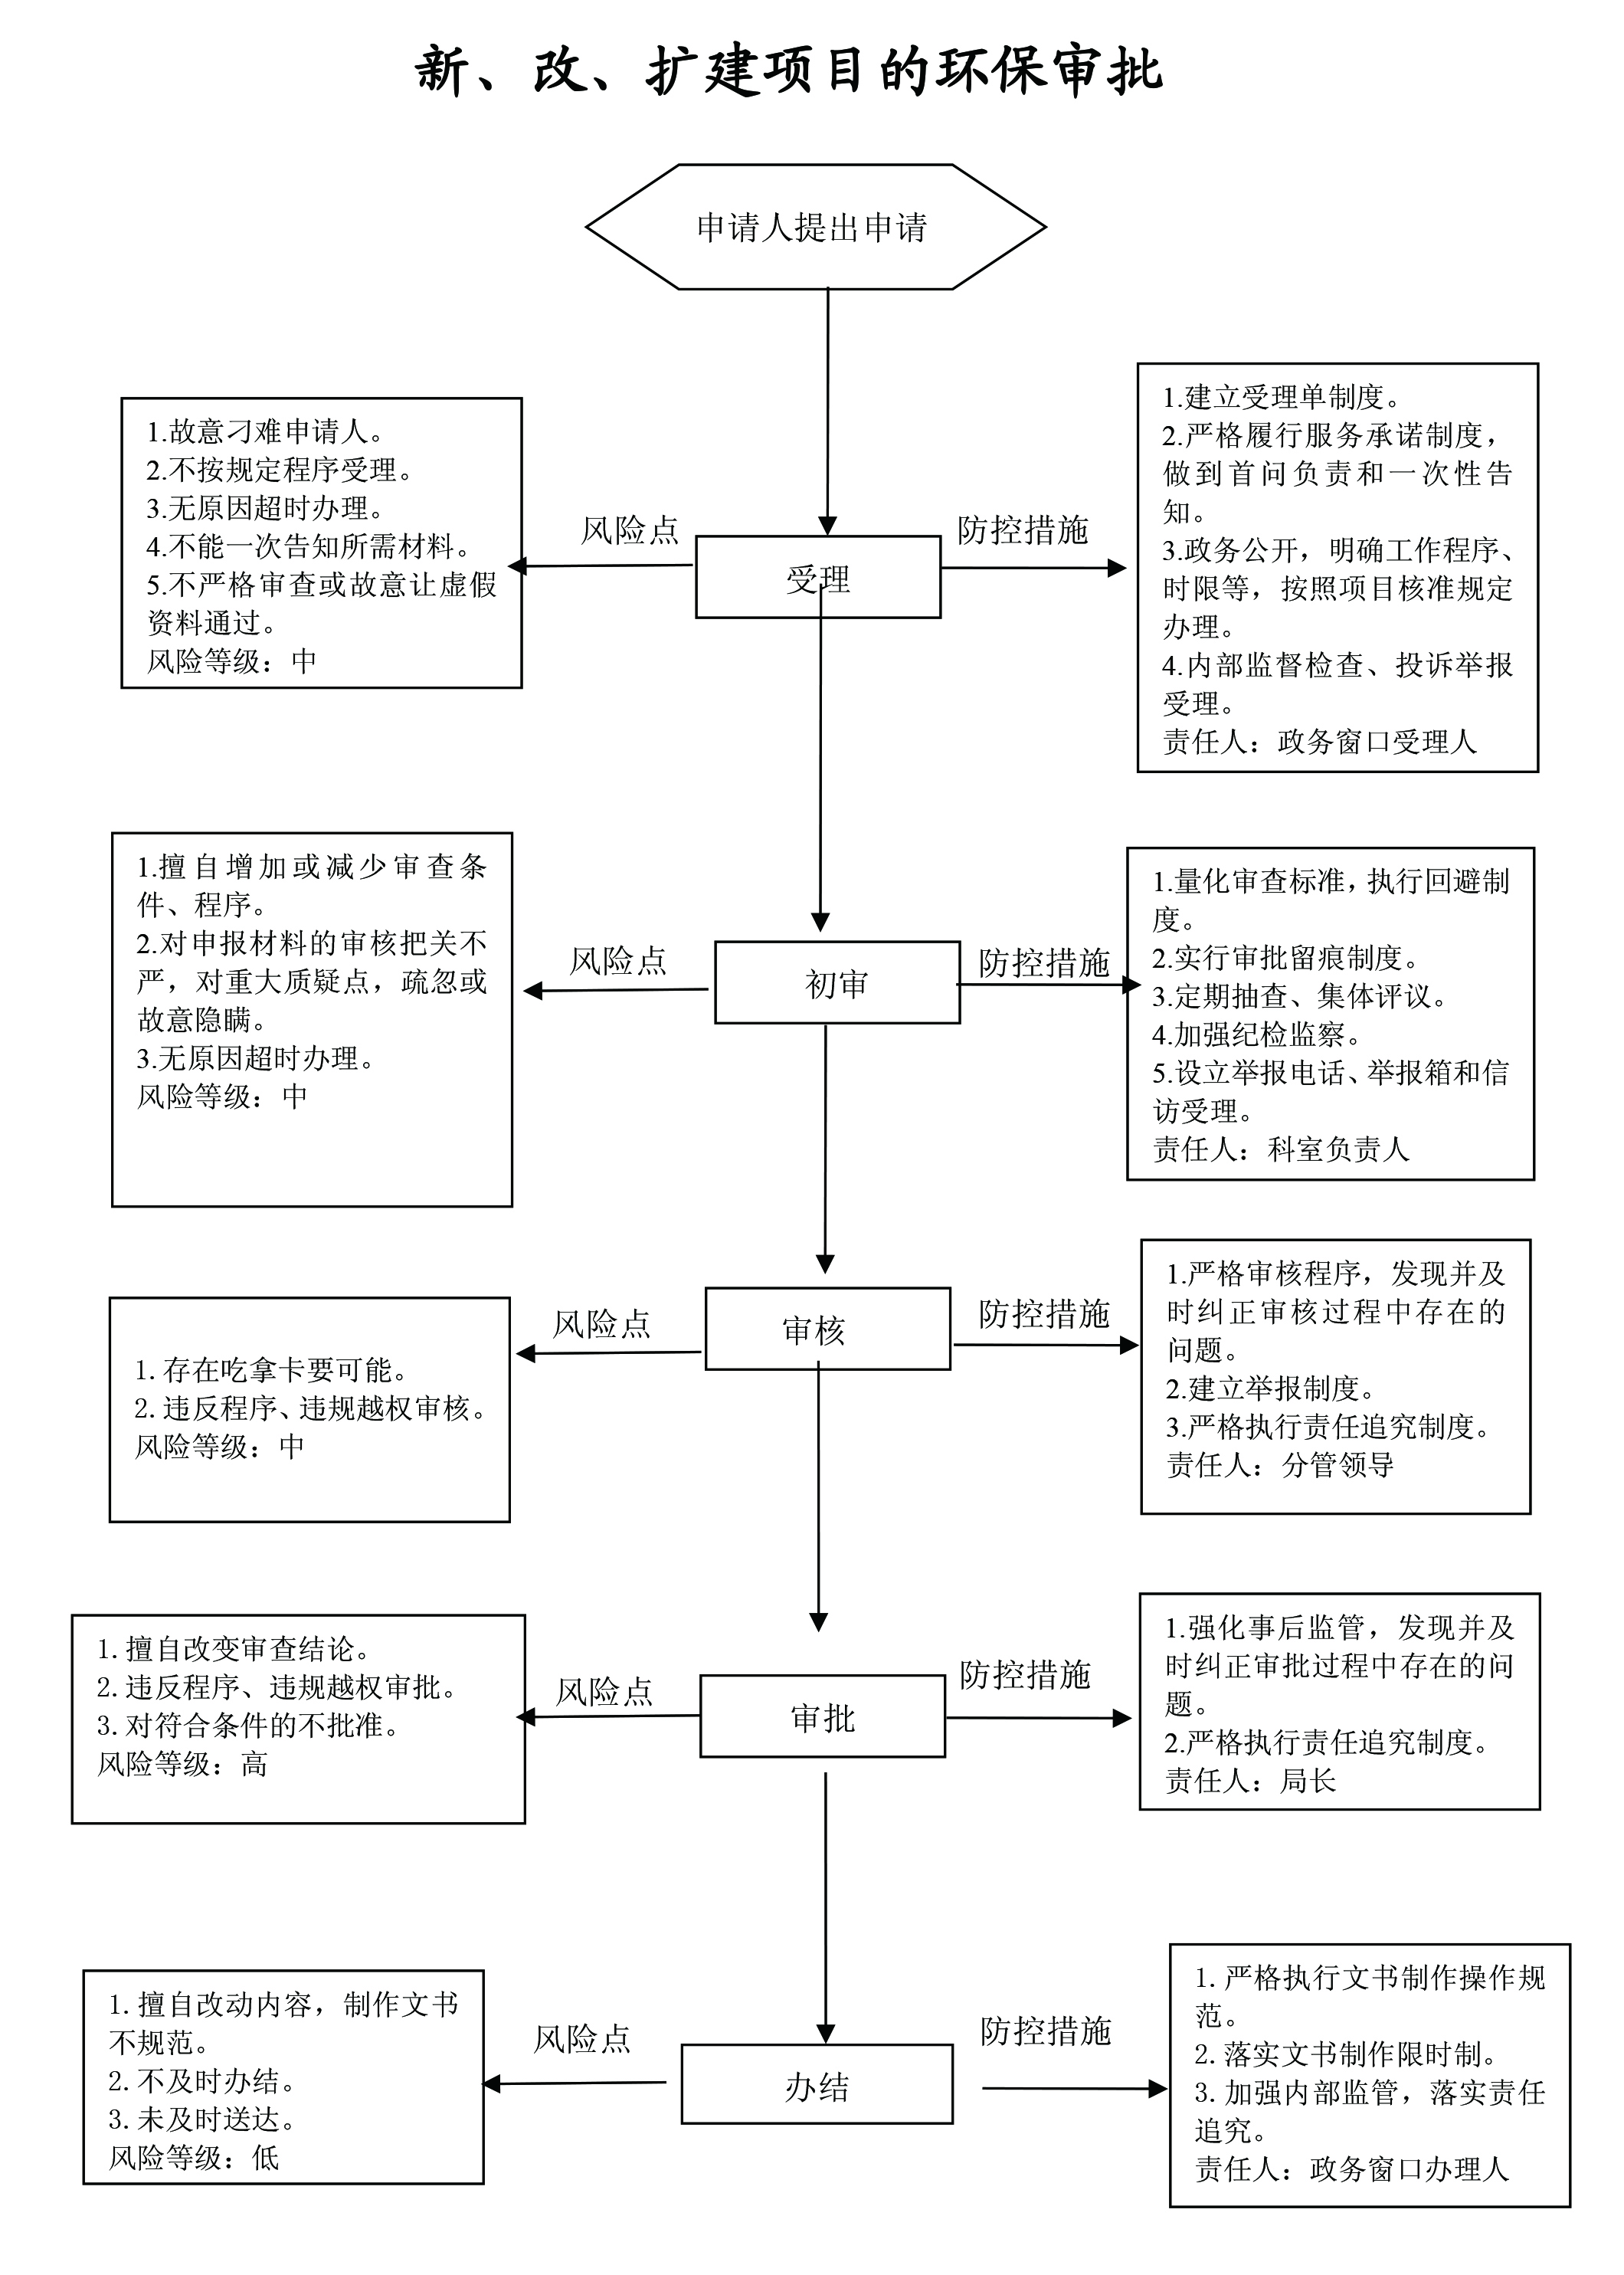 新、改、扩建项目的环保审批
申请人提出申请
1.故意刁难申请人。
2.不按规定程序受理。
3.无原因超时办理。
4.不能一次告知所需材料。
5.不严格审查或故意让虚假
资料通过。
风险等级：中
风险点
受理
防控措施
1.建立受理单制度。
2.严格履行服务承诺制度，
做到首问负责和一次性告
知。
3.政务公开，明确工作程序、
时限等，按照项目核准规定
办理。
4.内部监督检查、投诉举报
受理。
责任人：政务窗口受理人
1.擅自增加或减少审查条
件、程序。
2.对申报材料的审核把关不
严，对重大质疑点，疏忽或
故意隐瞒。
3.无原因超时办理。
风险等级：中
风险点
初审
防控措施
1.量化审查标准，执行回避制
度。
2.实行审批留痕制度。
3.定期抽查、集体评议。
4.加强纪检监察。
5.设立举报电话、举报箱和信
访受理。
责任人：科室负责人
1. 存在吃拿卡要可能。
2. 违反程序、违规越权审核。
风险等级：中
风险点
审核
防控措施
1.严格审核程序，发现并及
时纠正审核过程中存在的
问题。
2.建立举报制度。
3.严格执行责任追究制度。
责任人：分管领导
1. 擅自改变审查结论。
2. 违反程序、违规越权审批。
3. 对符合条件的不批准。
风险等级：高
风险点
审批
防控措施
1.强化事后监管，发现并及
时纠正审批过程中存在的问
题。
2.严格执行责任追究制度。
责任人：局长
1. 擅自改动内容，制作文书
不规范。
2. 不及时办结。
3. 未及时送达。
风险等级：低
风险点
办结
防控措施
1. 严格执行文书制作操作规
范。
2. 落实文书制作限时制。
3. 加强内部监管，落实责任
追究。
责任人：政务窗口办理人